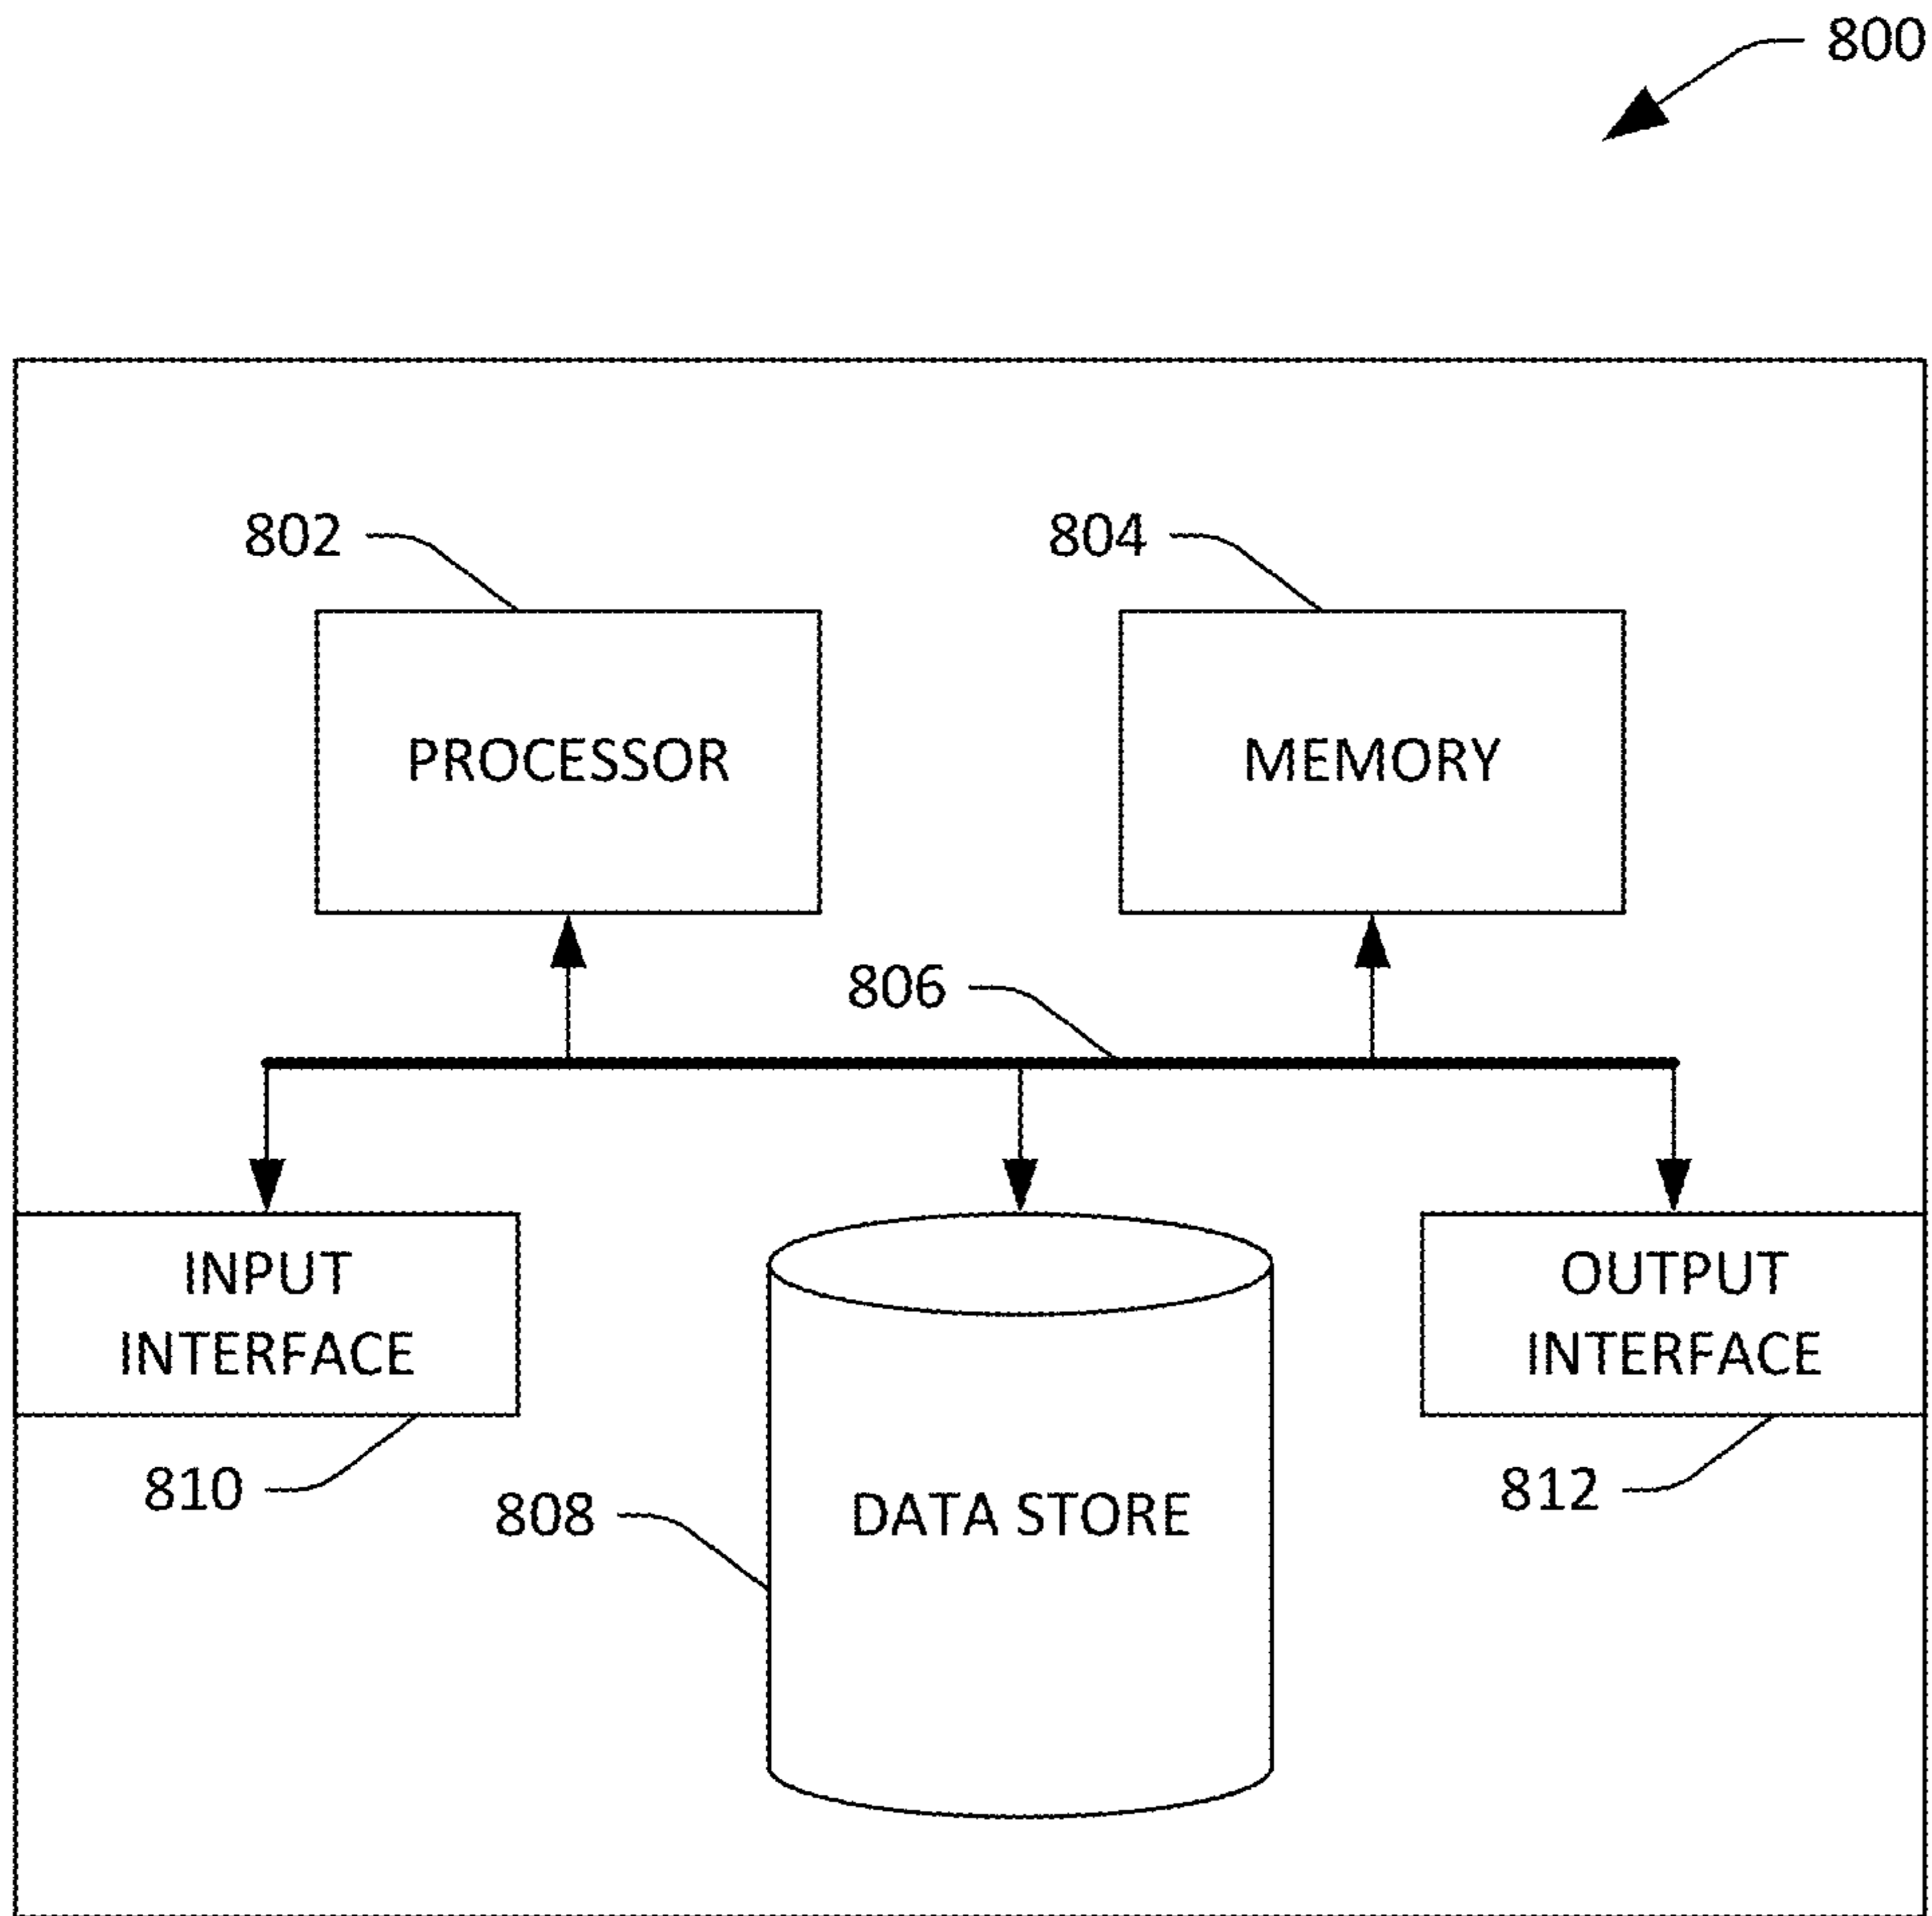 800
802
804
PROCESSOR
MEMORY
806
INPUT
INTERFACE
OUTPUT
INTERFACE
810
808
DATA STORE
812